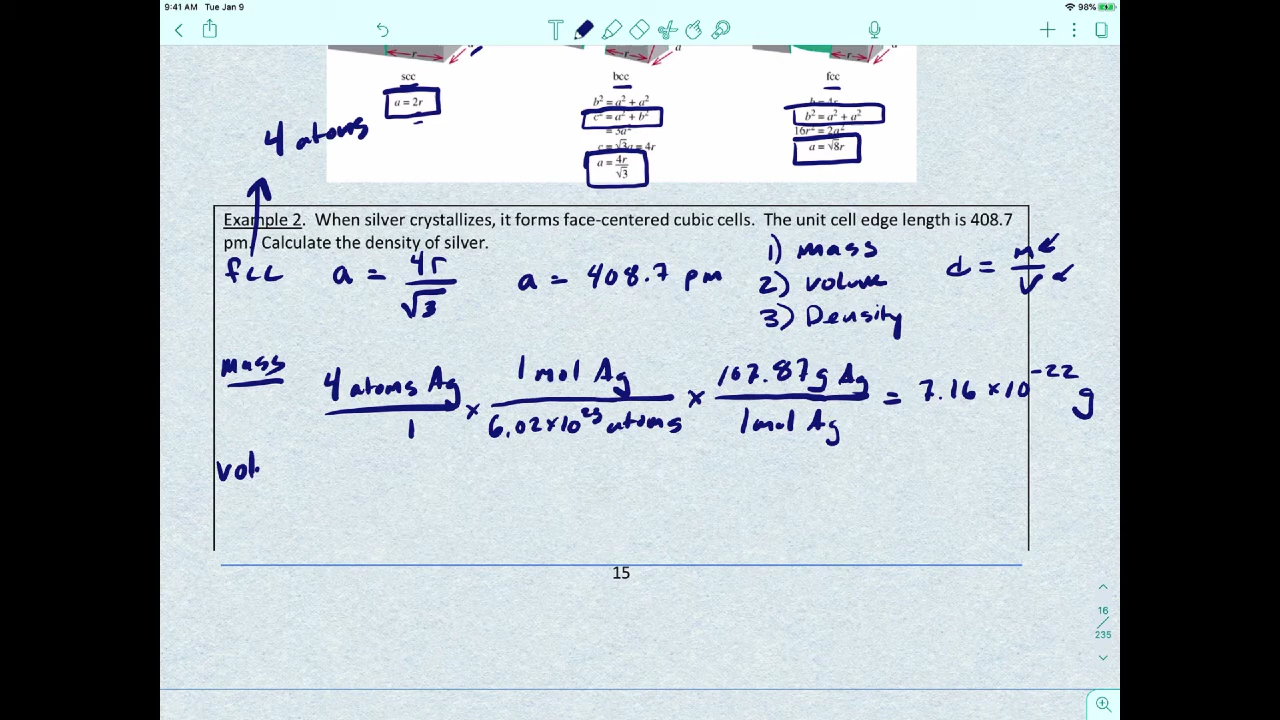 9:41 AM Tue Jan 9 98%
T
r a r a r
scc bcc fcc
a = 2r
b² = a² + a²
c² = a² + b²
= 3a²
c = √3a = 4r
a = 4r/√3
b = 4r
b² = a² + a²
16r² = 2a²
a = √8r
4 atoms
Example 2. When silver crystallizes, it forms face-centered cubic cells. The unit cell edge length is 408.7
pm. Calculate the density of silver.
fcc a = 4r/√3 a = 408.7 pm
1) mass
2) volume
3) Density
d = m/v
mass
4 atoms Ag/1 × 1 mol Ag/6.02×10²³ atoms × 107.87g Ag/1 mol Ag = 7.16 ×10⁻²² g
vol.
15
16
/
235